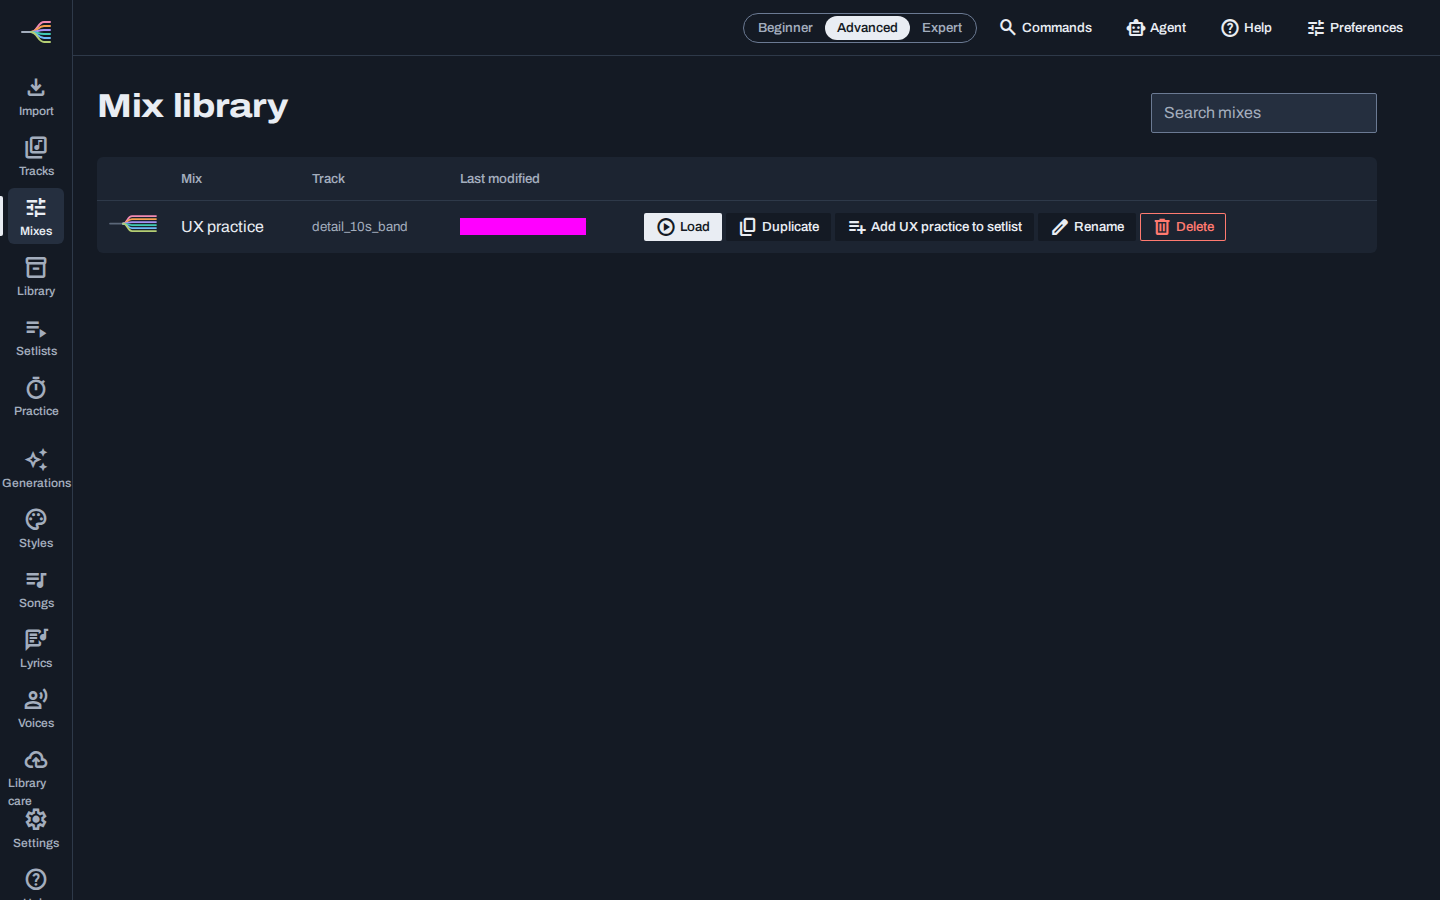 Beginner Advanced Expert Commands Agent Help Preferences
Import
Tracks
Mixes
Library
Setlists
Practice
Generations
Styles
Songs
Lyrics
Voices
Library
care
Settings
Mix library
Search mixes
Mix Track Last modified
UX practice detail_10s_band Load Duplicate Add UX practice to setlist Rename Delete